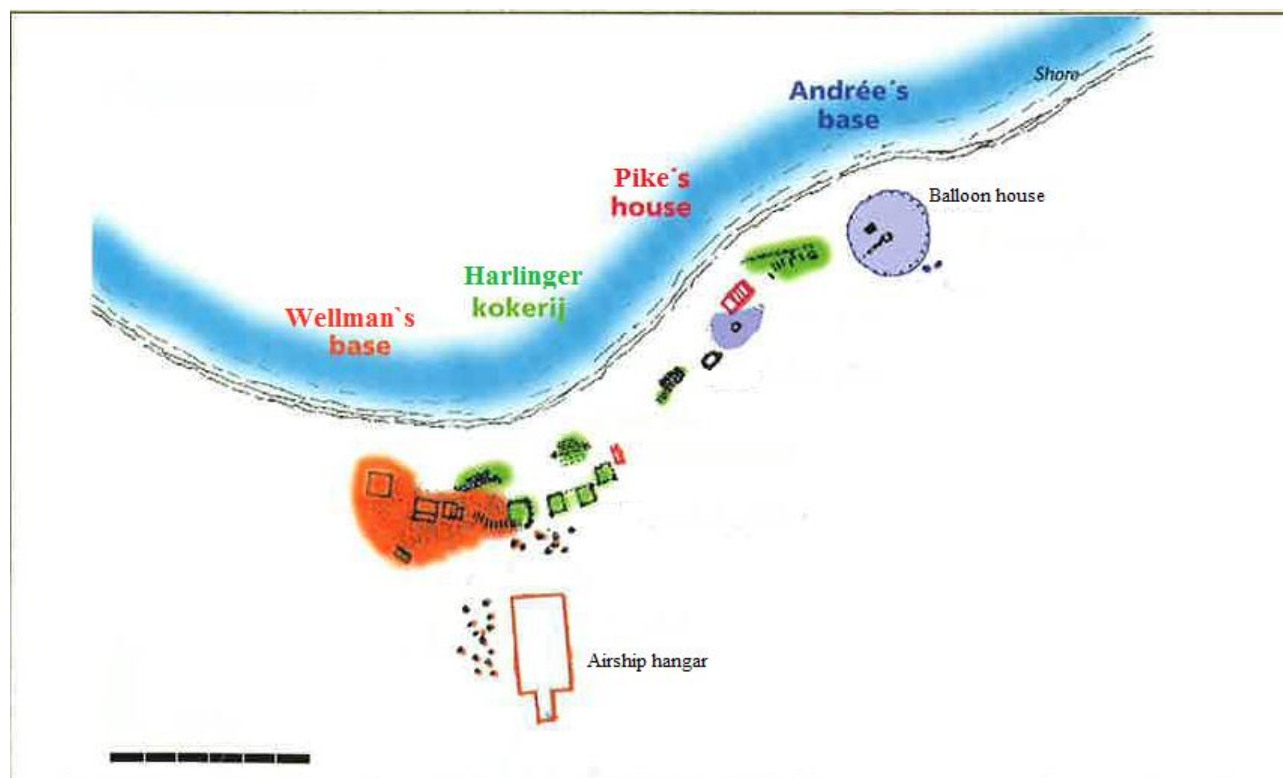 Shore
Andrée´s
base
Pike´s
house
Balloon house
Harlinger
kokerij
Wellman`s
base
Airship hangar